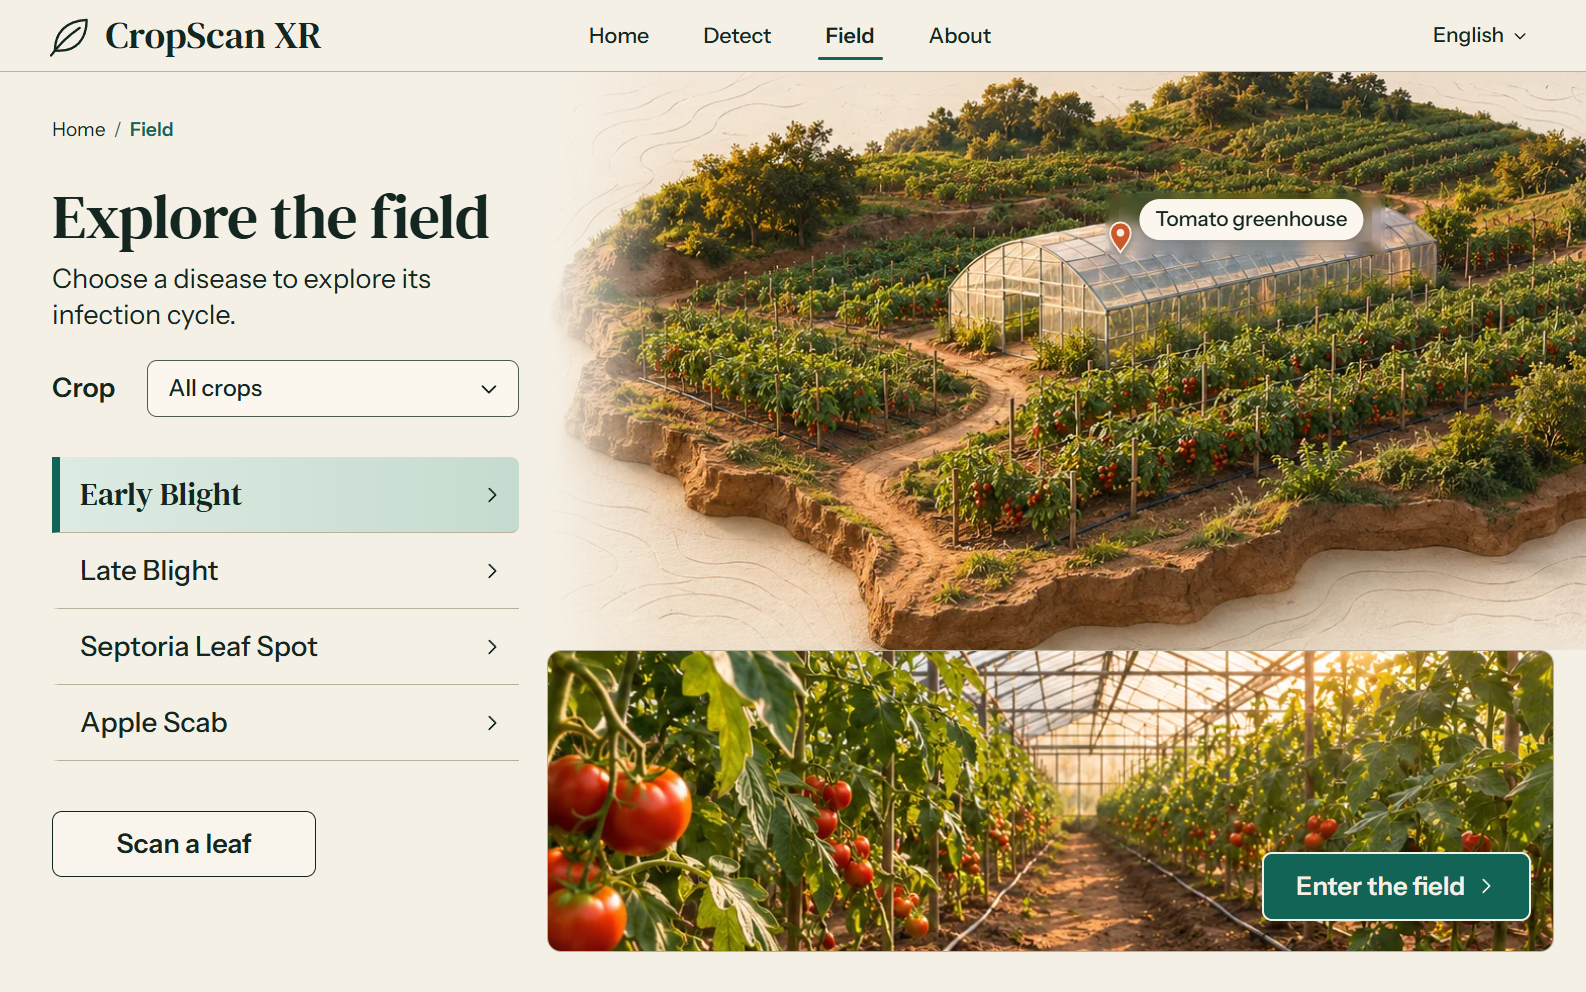 CropScan XR
Home
Detect
Field
About
English
Home / Field
Explore the field
Choose a disease to explore its
infection cycle.
Crop
All crops
Early Blight
Late Blight
Septoria Leaf Spot
Apple Scab
Scan a leaf
Tomato greenhouse
Enter the field